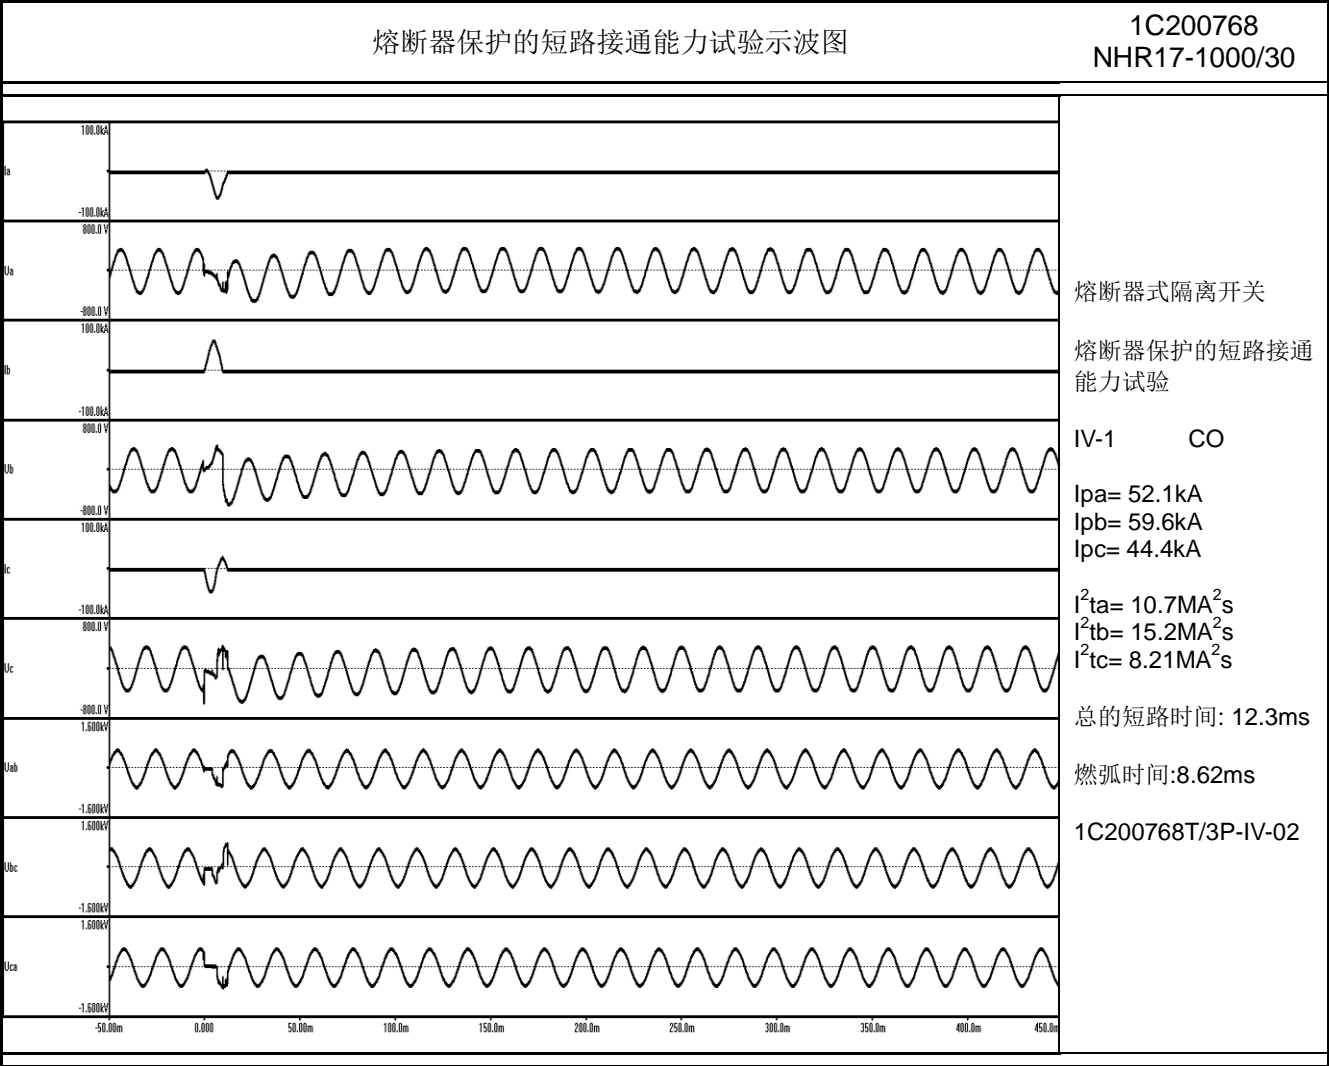 熔断器保护的短路接通能力试验示波图
1C200768
NHR17-1000/30
100.0kA
Ia
-100.0kA
800.0 V
Ua
-800.0 V
100.0kA
Ib
-100.0kA
800.0 V
Ub
-800.0 V
100.0kA
Ic
-100.0kA
800.0 V
Uc
-800.0 V
1.600kV
Uab
-1.600kV
1.600kV
Ubc
-1.600kV
1.600kV
Uca
-1.600kV
-50.00m 0.000 50.00m 100.0m 150.0m 200.0m 250.0m 300.0m 350.0m 400.0m 450.0m
熔断器式隔离开关
熔断器保护的短路接通
能力试验
IV-1 CO
Ipa= 52.1kA
Ipb= 59.6kA
Ipc= 44.4kA
I²ta= 10.7MA²s
I²tb= 15.2MA²s
I²tc= 8.21MA²s
总的短路时间: 12.3ms
燃弧时间:8.62ms
1C200768T/3P-IV-02